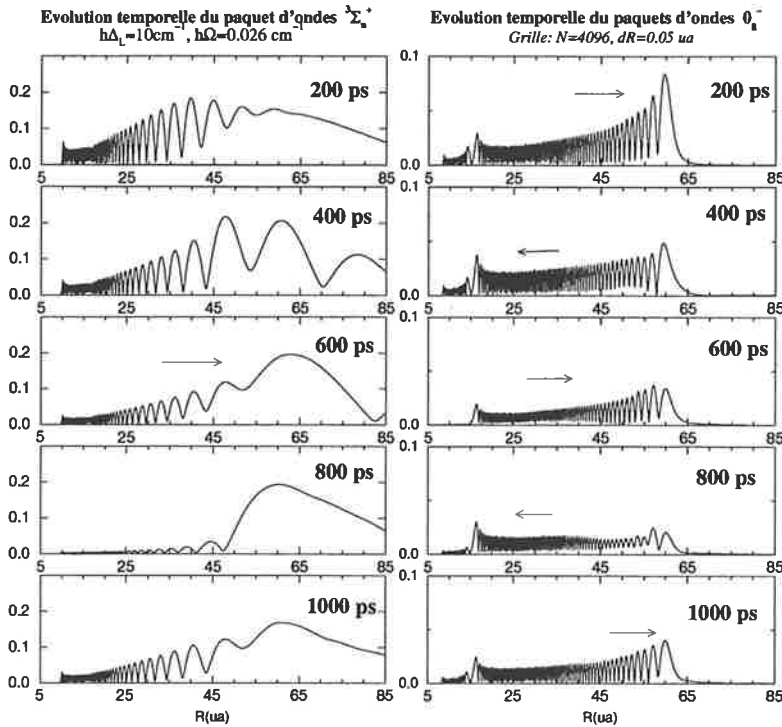 Evolution temporelle du paquet d'ondes ³Σᵤ⁺
hΔ_L=10cm⁻¹, hΩ=0.026 cm⁻¹
200 ps
0.2
0.1
0.0
5 25 45 65 85
400 ps
0.2
0.1
0.0
5 25 45 65 85
600 ps
0.2
0.1
0.0
5 25 45 65 85
800 ps
0.2
0.1
0.0
5 25 45 65 85
1000 ps
0.2
0.1
0.0
5 25 45 65 85
R(ua)
Evolution temporelle du paquets d'ondes 0ᵤ⁻
Grille: N=4096, dR=0.05 ua
0.1
200 ps
0.0
5 25 45 65 85
0.1
400 ps
0.0
5 25 45 65 85
0.1
600 ps
0.0
5 25 45 65 85
0.1
800 ps
0.0
5 25 45 65 85
0.1
1000 ps
0.0
5 25 45 65 85
R(ua)